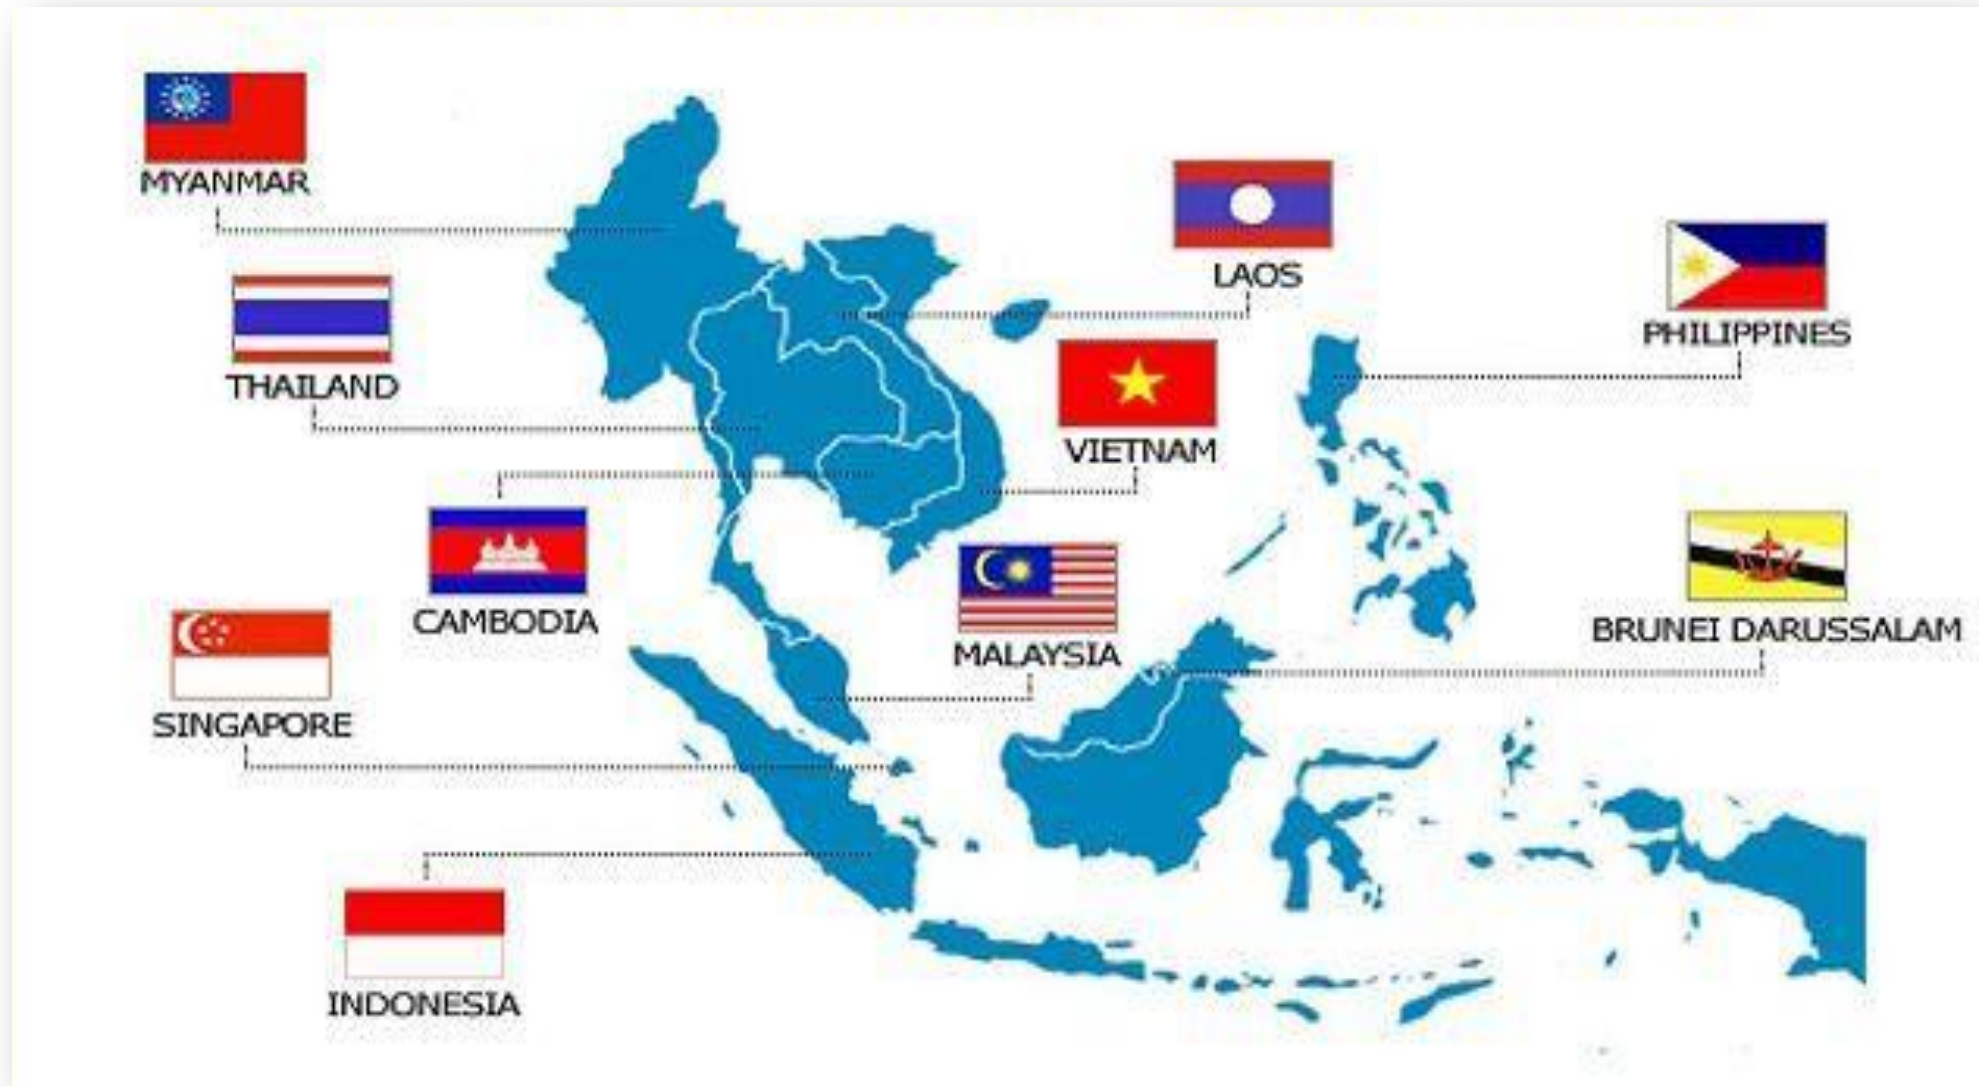 MYANMAR
LAOS
PHILIPPINES
THAILAND
VIETNAM
CAMBODIA
BRUNEI DARUSSALAM
MALAYSIA
SINGAPORE
INDONESIA